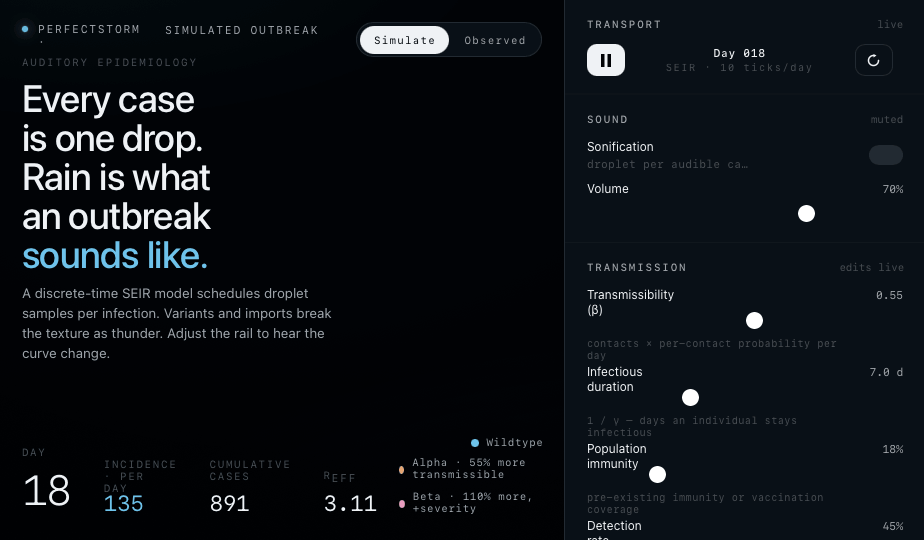 PERFECTSTORM
·
SIMULATED OUTBREAK
Simulate
Observed
AUDITORY EPIDEMIOLOGY
Every case
is one drop.
Rain is what
an outbreak
sounds like.
A discrete-time SEIR model schedules droplet
samples per infection. Variants and imports break
the texture as thunder. Adjust the rail to hear the
curve change.
Wildtype
Alpha · 55% more
transmissible
Beta · 110% more,
+severity
DAY
18
INCIDENCE
· PER
DAY
135
CUMULATIVE
CASES
891
REFF
3.11
TRANSPORT
live
Day 018
SEIR · 10 ticks/day
SOUND
muted
Sonification
droplet per audible ca…
Volume
70%
TRANSMISSION
edits live
Transmissibility
(β)
0.55
contacts × per-contact probability per
day
Infectious
duration
7.0 d
1 / γ — days an individual stays
infectious
Population
immunity
18%
pre-existing immunity or vaccination
coverage
Detection
rate
45%